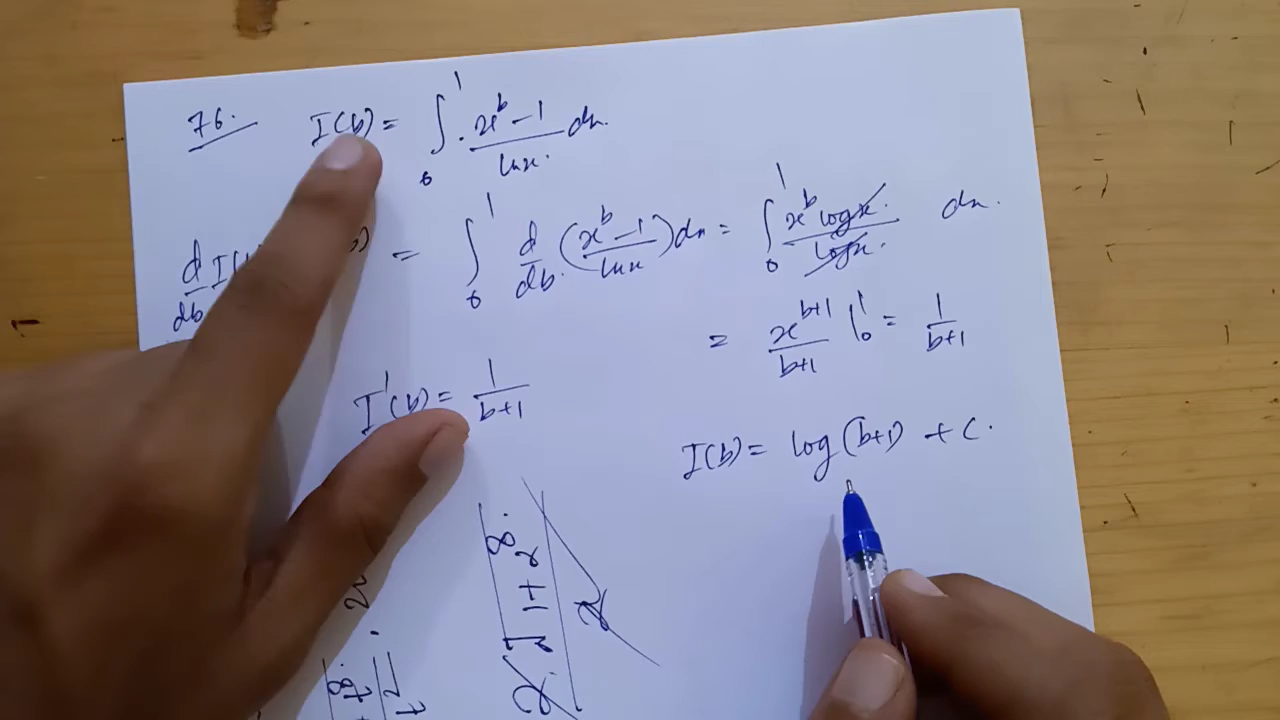 76. I(b) = ∫₀¹ (x^b − 1)/(ln x) dx
d/db I( b) = ∫₀¹ d/db ((x^b − 1)/(ln x)) dx = ∫₀¹ (x^b log x)/(log x) dx.
= x^(b+1)/(b+1) |₀¹ = 1/(b+1)
I'(b) = 1/(b+1)
I(b) = log (b+1) + C.